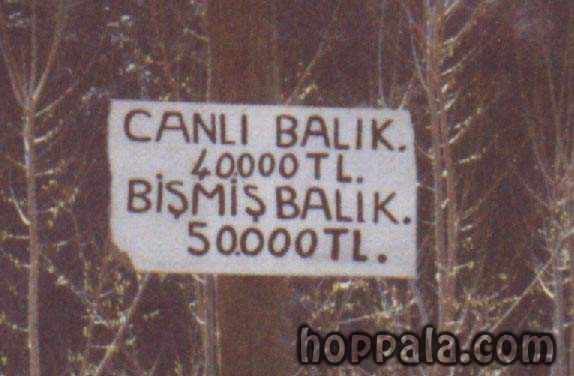 CANLI BALIK.
40.000 TL.
BİŞMİŞ BALIK.
50.000 TL.
hoppala.com